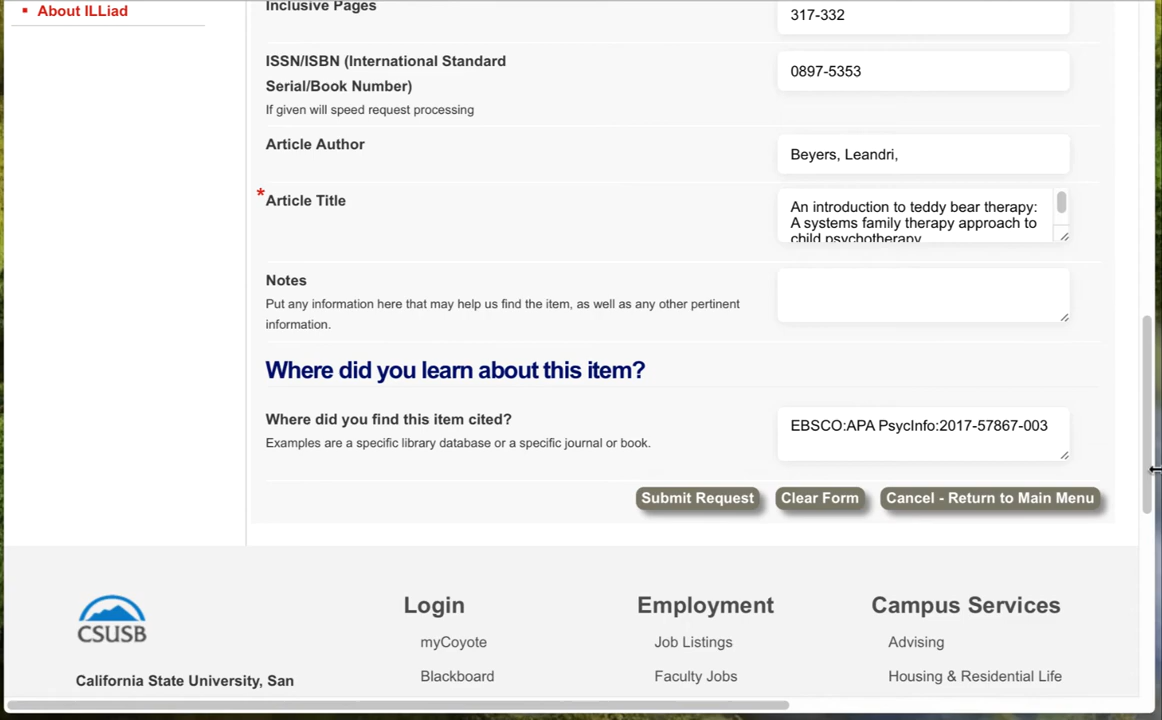 About ILLiad
Inclusive Pages
317-332
ISSN/ISBN (International Standard
Serial/Book Number)
If given will speed request processing
0897-5353
Article Author
Beyers, Leandri,
* Article Title
An introduction to teddy bear therapy:
A systems family therapy approach to
child psychotherapy
Notes
Put any information here that may help us find the item, as well as any other pertinent
information.
Where did you learn about this item?
Where did you find this item cited?
Examples are a specific library database or a specific journal or book.
EBSCO:APA PsycInfo:2017-57867-003
Submit Request
Clear Form
Cancel - Return to Main Menu
CSUSB
California State University, San
Login
myCoyote
Blackboard
Employment
Job Listings
Faculty Jobs
Campus Services
Advising
Housing & Residential Life